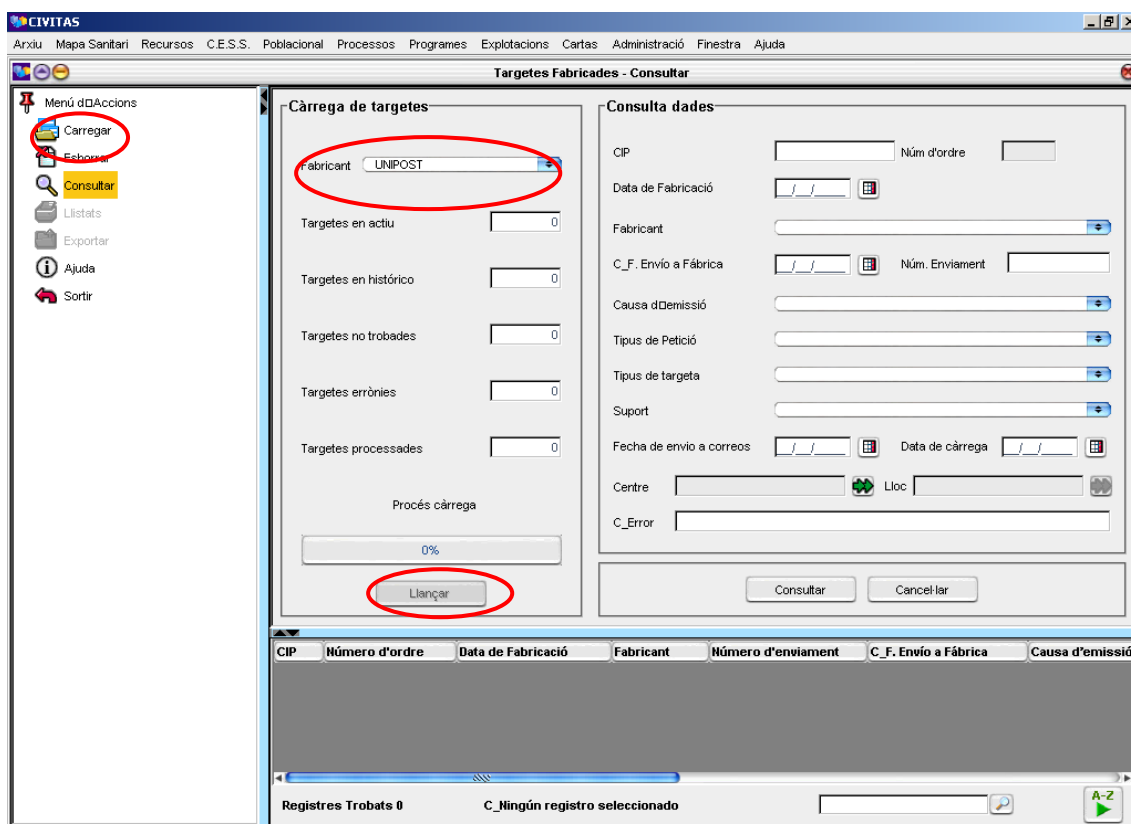 CIVITAS
Arxiu Mapa Sanitari Recursos C.E.S.S. Poblacional Processos Programes Explotacions Cartas Administració Finestra Ajuda
Targetes Fabricades - Consultar
Menú d□Accions
Carregar
Esborrar
Consultar
Llistats
Exportar
Ajuda
Sortir
Càrrega de targetes
Fabricant UNIPOST
Targetes en actiu 0
Targetes en histórico 0
Targetes no trobades 0
Targetes errònies 0
Targetes processades 0
Procés càrrega
0%
Llançar
Consulta dades
CIP Núm d'ordre
Data de Fabricació _/_/_
Fabricant
C_F. Envío a Fábrica _/_/_ Núm. Enviament
Causa d□emissió
Tipus de Petició
Tipus de targeta
Suport
Fecha de envio a correos _/_/_ Data de càrrega _/_/_
Centre Lloc
C_Error
Consultar Cancel·lar
CIP Número d'ordre Data de Fabricació Fabricant Número d'enviament C_F. Envío a Fábrica Causa d'emissió
Registres Trobats 0 C_Ningún registro seleccionado A-Z